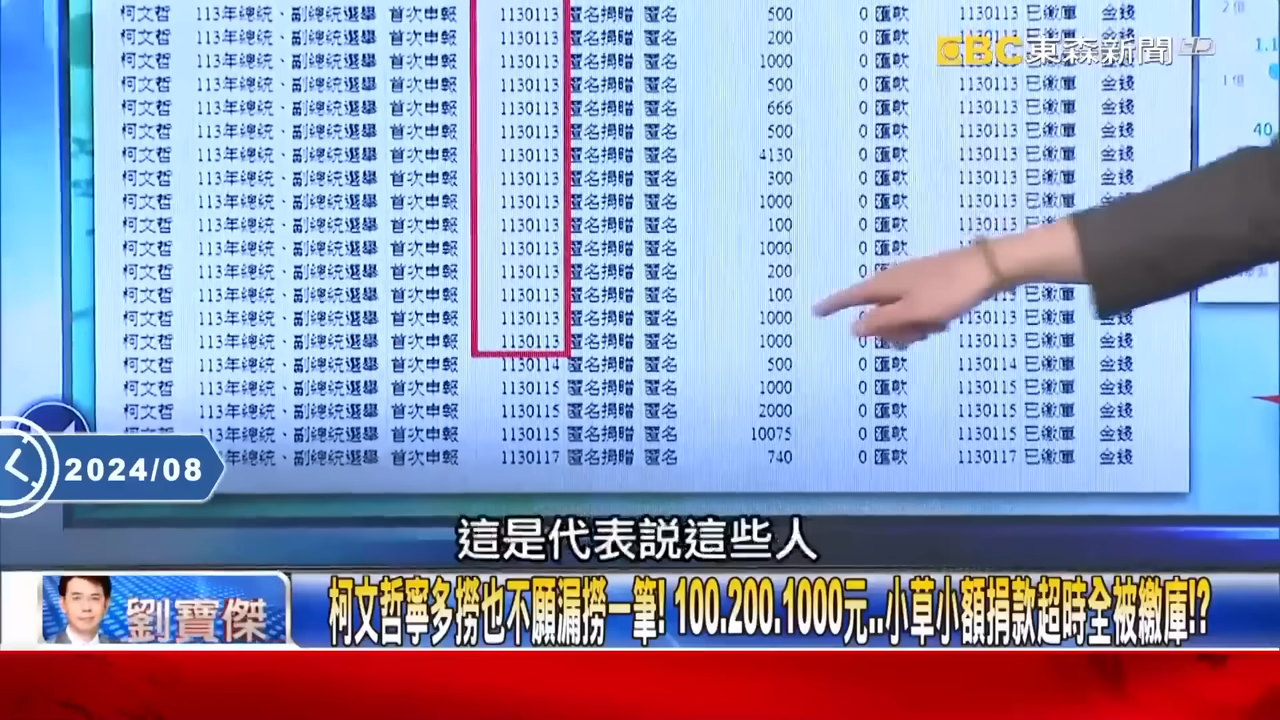 柯文哲 113年總統、副總統選舉 首次申報 1130113 匿名捐贈 匿名 500 0 匯款 1130113 已繳庫 金錢
柯文哲 113年總統、副總統選舉 首次申報 1130113 匿名捐贈 匿名 200 0 匯款 1130113 已繳庫 金錢
柯文哲 113年總統、副總統選舉 首次申報 1130113 匿名捐贈 匿名 1000 0 匯款
柯文哲 113年總統、副總統選舉 首次申報 1130113 匿名捐贈 匿名 500 0 匯款 1130113 已繳庫 金錢
柯文哲 113年總統、副總統選舉 首次申報 1130113 匿名捐贈 匿名 666 0 匯款 1130113 已繳庫 金錢
柯文哲 113年總統、副總統選舉 首次申報 1130113 匿名捐贈 匿名 500 0 匯款 1130113 已繳庫 金錢
柯文哲 113年總統、副總統選舉 首次申報 1130113 匿名捐贈 匿名 4130 0 匯款 1130113 已繳庫 金錢
柯文哲 113年總統、副總統選舉 首次申報 1130113 匿名捐贈 匿名 300 0 匯款 1130113 已繳庫 金錢
柯文哲 113年總統、副總統選舉 首次申報 1130113 匿名捐贈 匿名 1000 0 匯款 1130113 已繳庫 金錢
柯文哲 113年總統、副總統選舉 首次申報 1130113 匿名捐贈 匿名 100 0 匯款 1130113
柯文哲 113年總統、副總統選舉 首次申報 1130113 匿名捐贈 匿名 1000 0 匯款
柯文哲 113年總統、副總統選舉 首次申報 1130113 匿名捐贈 匿名 200 0
柯文哲 113年總統、副總統選舉 首次申報 1130113 匿名捐贈 匿名 100 已繳庫 金錢
柯文哲 113年總統、副總統選舉 首次申報 1130113 匿名捐贈 匿名 1000 1130113 已繳庫 金錢
柯文哲 113年總統、副總統選舉 首次申報 1130113 匿名捐贈 匿名 1000 0 匯款 1130113 已繳庫 金錢
柯文哲 113年總統、副總統選舉 首次申報 1130114 匿名捐贈 匿名 500 0 匯款 1130114 已繳庫 金錢
柯文哲 113年總統、副總統選舉 首次申報 1130115 匿名捐贈 匿名 1000 0 匯款 1130115 已繳庫 金錢
柯文哲 113年總統、副總統選舉 首次申報 1130115 匿名捐贈 匿名 2000 0 匯款 1130115 已繳庫 金錢
柯文哲 113年總統、副總統選舉 首次申報 1130115 匿名捐贈 匿名 10075 0 匯款 1130115 已繳庫 金錢
113年總統、副總統選舉 首次申報 1130117 匿名捐贈 匿名 740 0 匯款 1130117 已繳庫 金錢
EBC 東森新聞 HD
2億
1.1
1億
40
2024/08
這是代表說這些人
劉寶傑
柯文哲寧多撈也不願漏撈一筆! 100.200.1000元..小草小額捐款超時全被繳庫!?